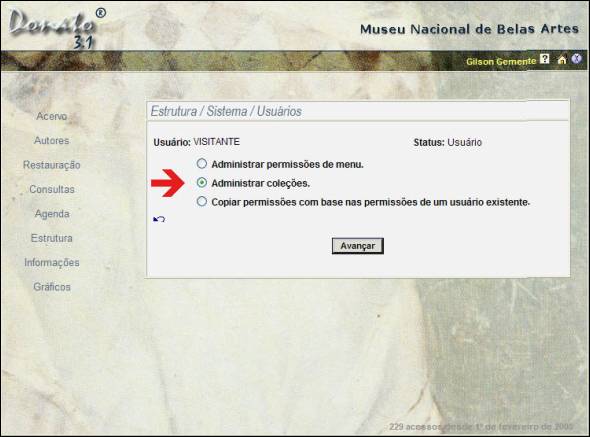 Donato ®
3.1
Museu Nacional de Belas Artes
Gilson Gemente ? X
Acervo
Autores
Restauração
Consultas
Agenda
Estrutura
Informações
Gráficos
Estrutura / Sistema / Usuários
Usuário: VISITANTE Status: Usuário
Administrar permissões de menu.
Administrar coleções.
Copiar permissões com base nas permissões de um usuário existente.
Avançar
229 acessos desde 1º de fevereiro de 2005